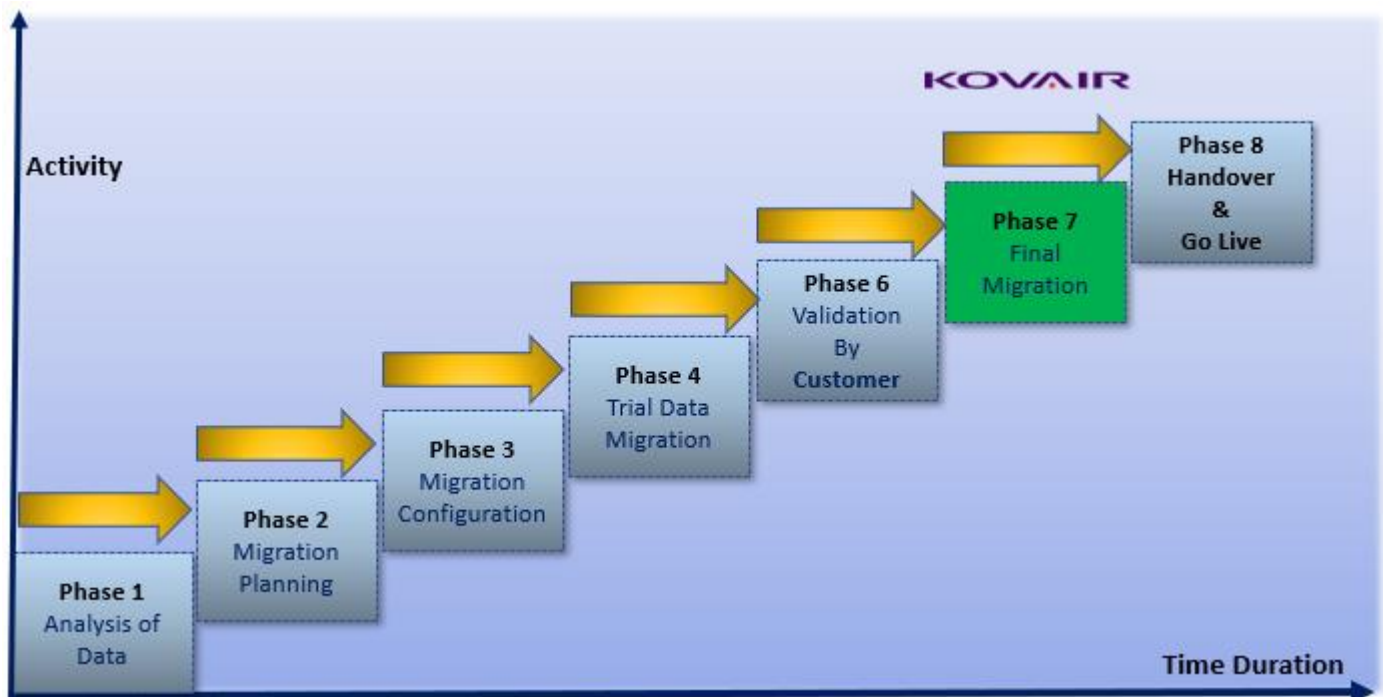 KOVAIR
Activity
Phase 8
Handover
&
Go Live
Phase 7
Final
Migration
Phase 6
Validation
By
Customer
Phase 4
Trial Data
Migration
Phase 3
Migration
Configuration
Phase 2
Migration
Planning
Phase 1
Analysis of
Data
Time Duration